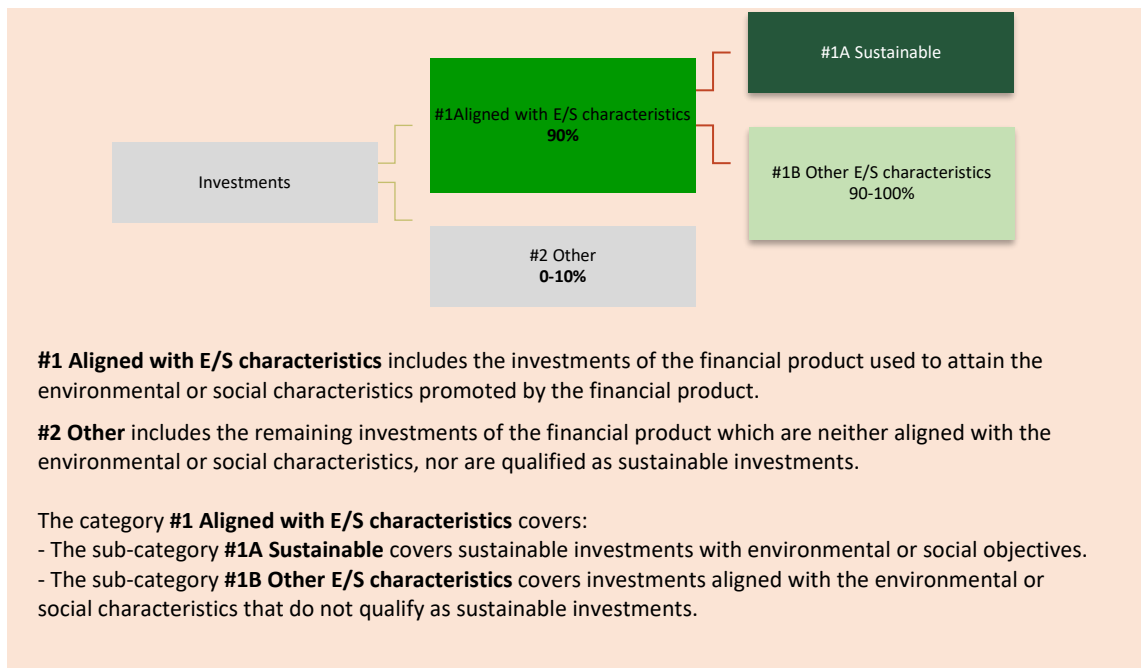 #1A Sustainable
#1Aligned with E/S characteristics
90%
Investments
#1B Other E/S characteristics
90-100%
#2 Other
0-10%
#1 Aligned with E/S characteristics includes the investments of the financial product used to attain the
environmental or social characteristics promoted by the financial product.
#2 Other includes the remaining investments of the financial product which are neither aligned with the
environmental or social characteristics, nor are qualified as sustainable investments.
The category #1 Aligned with E/S characteristics covers:
- The sub-category #1A Sustainable covers sustainable investments with environmental or social objectives.
- The sub-category #1B Other E/S characteristics covers investments aligned with the environmental or
social characteristics that do not qualify as sustainable investments.